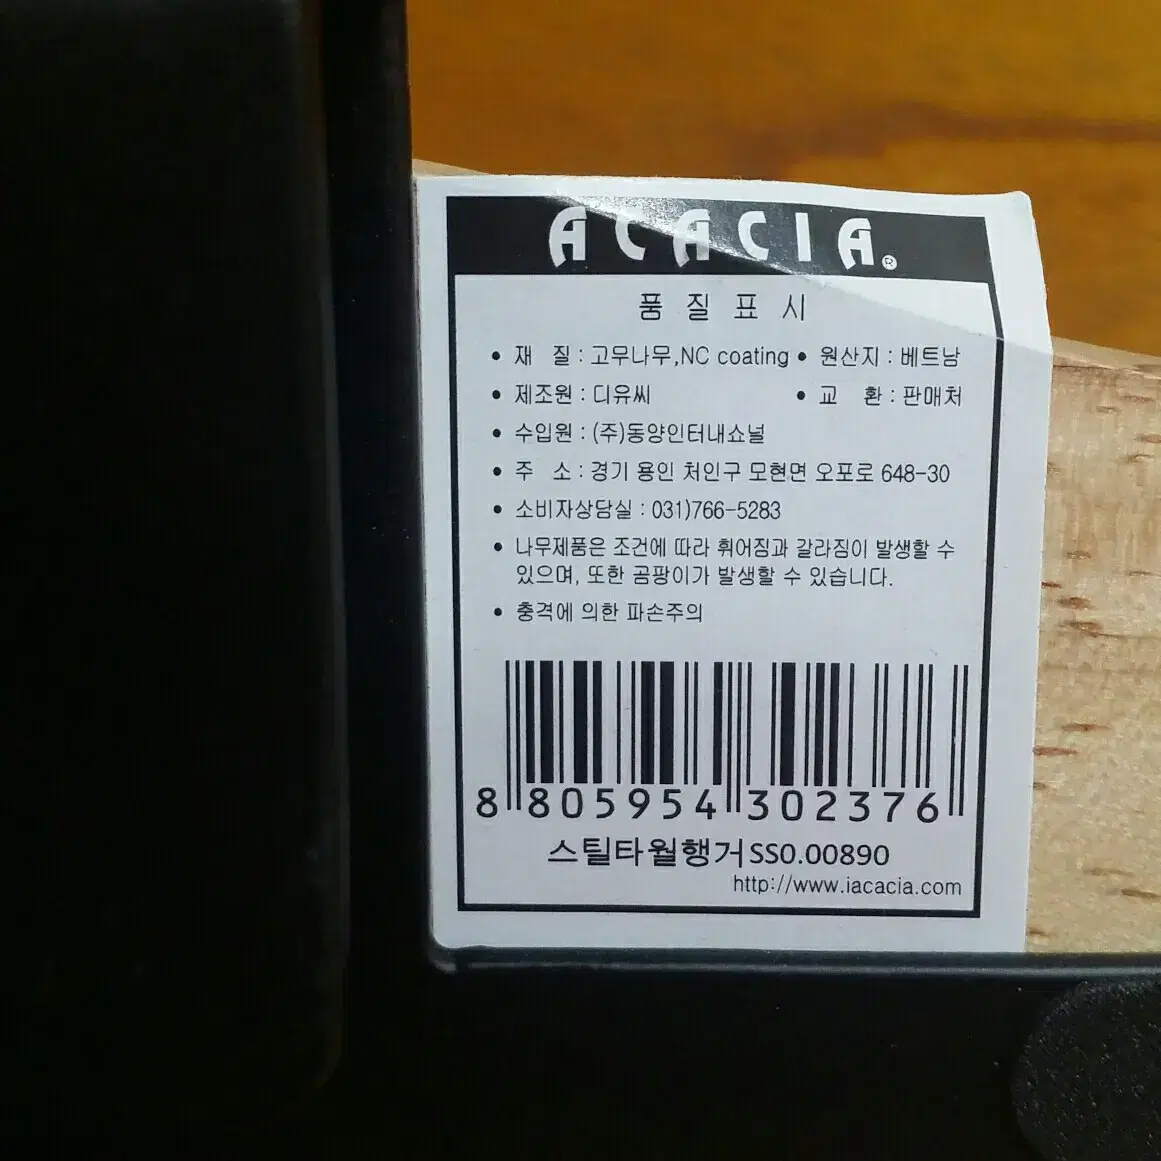 ACACIA®
품 질 표 시
• 재 질 : 고무나무,NC coating • 원산지 : 베트남
• 제조원 : 디유씨 • 교 환 : 판매처
• 수입원 : (주)동양인터내쇼널
• 주 소 : 경기 용인 처인구 모현면 오포로 648-30
• 소비자상담실 : 031)766-5283
• 나무제품은 조건에 따라 휘어짐과 갈라짐이 발생할 수
있으며, 또한 곰팡이가 발생할 수 있습니다.
• 충격에 의한 파손주의
8 805954 302376
스틸타월행거SS0.00890
http://www.iacacia.com